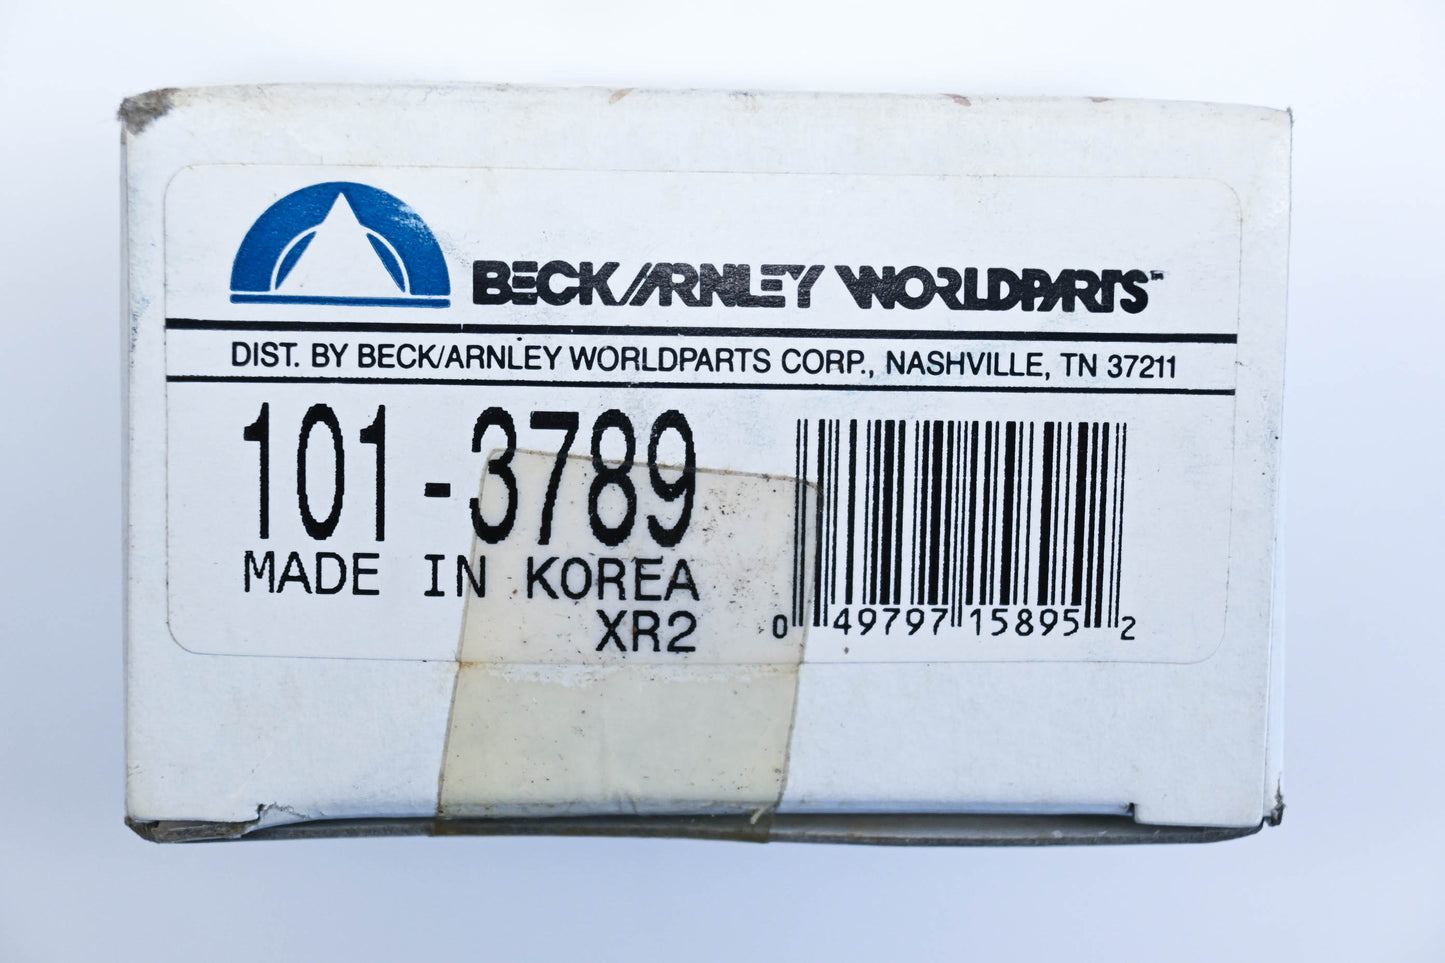 BECK/ARNLEY WORLDPARTS™
DIST. BY BECK/ARNLEY WORLDPARTS CORP., NASHVILLE, TN 37211
101-3789
MADE IN KOREA
XR2
0 49797 15895 2